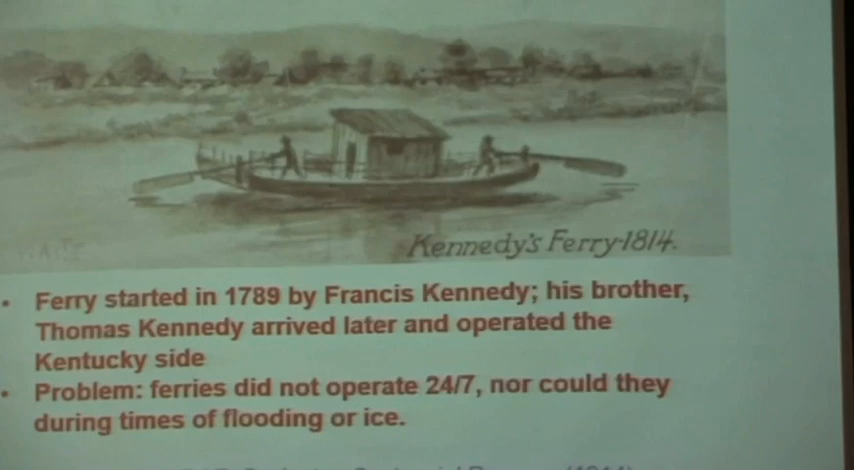 Kennedy's Ferry-1814.
• Ferry started in 1789 by Francis Kennedy; his brother,
Thomas Kennedy arrived later and operated the
Kentucky side
• Problem: ferries did not operate 24/7, nor could they
during times of flooding or ice.